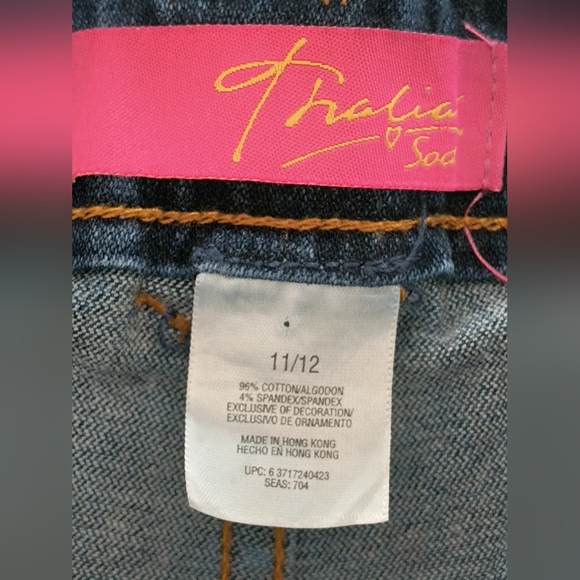 Thalia
Sod
11/12
96% COTTON/ALGODON
4% SPANDEX/SPANDEX
EXCLUSIVE OF DECORATION/
EXCLUSIVO DE ORNAMENTO
MADE IN HONG KONG
HECHO EN HONG KONG
UPC: 6 3717240423
SEAS: 704